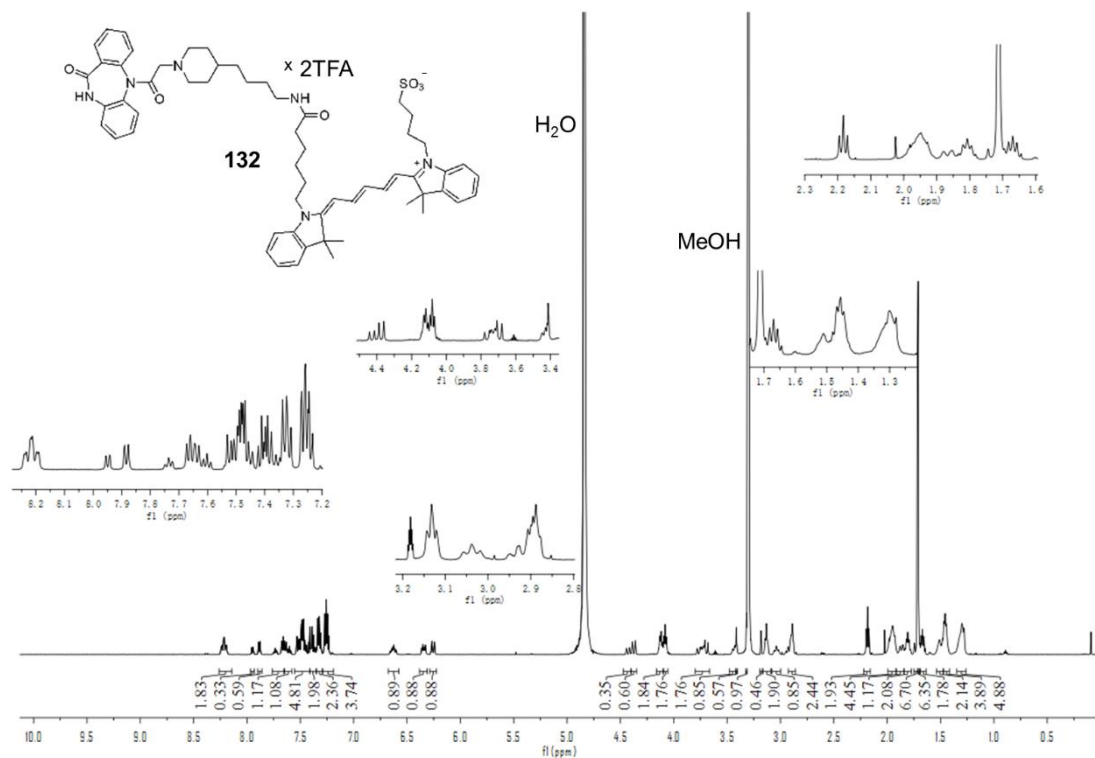 O
NH
N
O
N
x 2TFA
NH
O
SO3 −
132
N
+
N
H2O
MeOH
2.3 2.2 2.1 2.0 1.9 1.8 1.7 1.6
f1 (ppm)
1.7 1.6 1.5 1.4 1.3
f1 (ppm)
4.4 4.2 4.0 3.8 3.6 3.4
f1 (ppm)
8.2 8.1 8.0 7.9 7.8 7.7 7.6 7.5 7.4 7.3 7.2
f1 (ppm)
3.2 3.1 3.0 2.9 2.8
f1 (ppm)
1.83 0.33 0.59 1.17 1.08 4.81 1.98 2.36 3.74 0.89 0.88 0.88 0.35 0.60 1.84 1.76 1.76 0.85 0.57 0.97 0.46 1.90 0.85 2.44 1.93 4.45 1.17 2.08 6.70 6.35 1.78 2.14 3.89 4.88
10.0 9.5 9.0 8.5 8.0 7.5 7.0 6.5 6.0 5.5 5.0 4.5 4.0 3.5 3.0 2.5 2.0 1.5 1.0 0.5
f1(ppm)